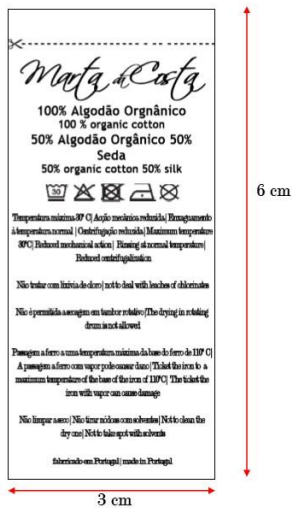 Marta da Costa
100% Algodão Orgnânico
100 % organic cotton
50% Algodão Orgânico 50%
Seda
50% organic cotton 50% silk
30
Temperatura máxima 30º C| Acção mecânica reduzida| Enxaguamento
à temperatura normal | Centrifugação reduzida| Maximum temperature
30ºC| Reduced mechanical action | Rinsing at normal temperature|
Reduced centrifugalization
Não tratar com lixívia de cloro| not to deal with leaches of chlorinates
Não é permitida a secagem em tambor rotativo|The drying in rotating
drum is not allowed
Passagem a ferro a uma temperatura máxima da base do ferro de 110º C|
A passagem a ferro com vapor pode causar dano | Ticket the iron to a
maximum temperature of the base of the iron of 110ºC| The ticket the
iron with vapor can cause damage
Não limpar a seco | Não tirar nódoas com solventes| Not to clean the
dry one| Not to take spot with solvents
fabricado em Portugal | made in Portugal
6 cm
3 cm